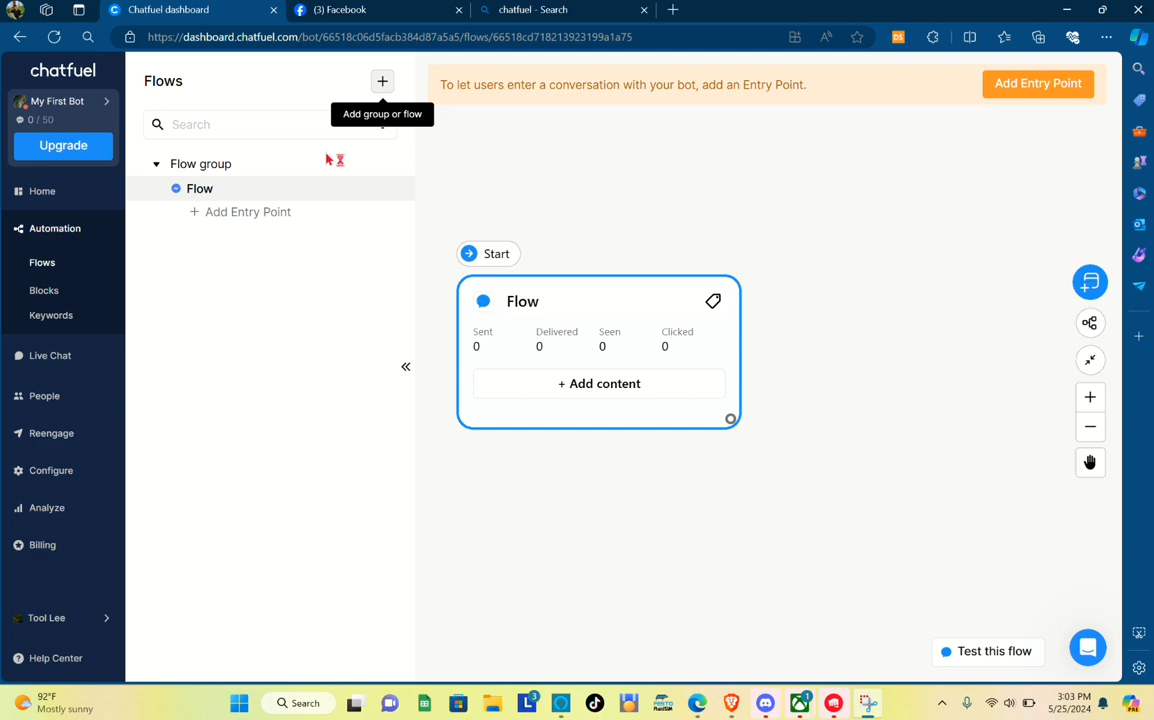 Chatfuel dashboard
(3) Facebook
chatfuel - Search
https://dashboard.chatfuel.com/bot/66518c06d5facb384d87a5a5/flows/66518cd718213923199a1a75
DS
chatfuel
My First Bot
0 / 50
Upgrade
Home
Automation
Flows
Blocks
Keywords
Live Chat
People
Reengage
Configure
Analyze
Billing
Tool Lee
Help Center
Flows
Add group or flow
Search
Flow group
Flow
+ Add Entry Point
To let users enter a conversation with your bot, add an Entry Point.
Add Entry Point
Start
Flow
Sent Delivered Seen Clicked
0 0 0 0
+ Add content
Test this flow
92°F
Mostly sunny
Search
3
1
3:03 PM
5/25/2024
PRE